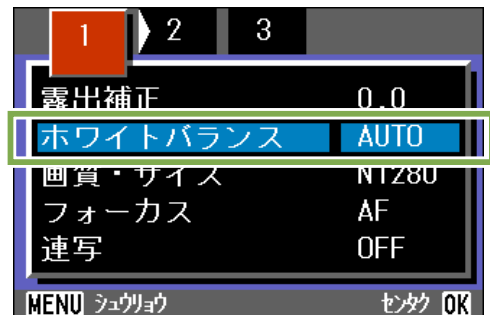 1 2 3
露出補正 0.0
ホワイトバランス AUTO
画質・サイズ N1280
フォーカス AF
連写 OFF
MENU シュウリョウ センタク OK